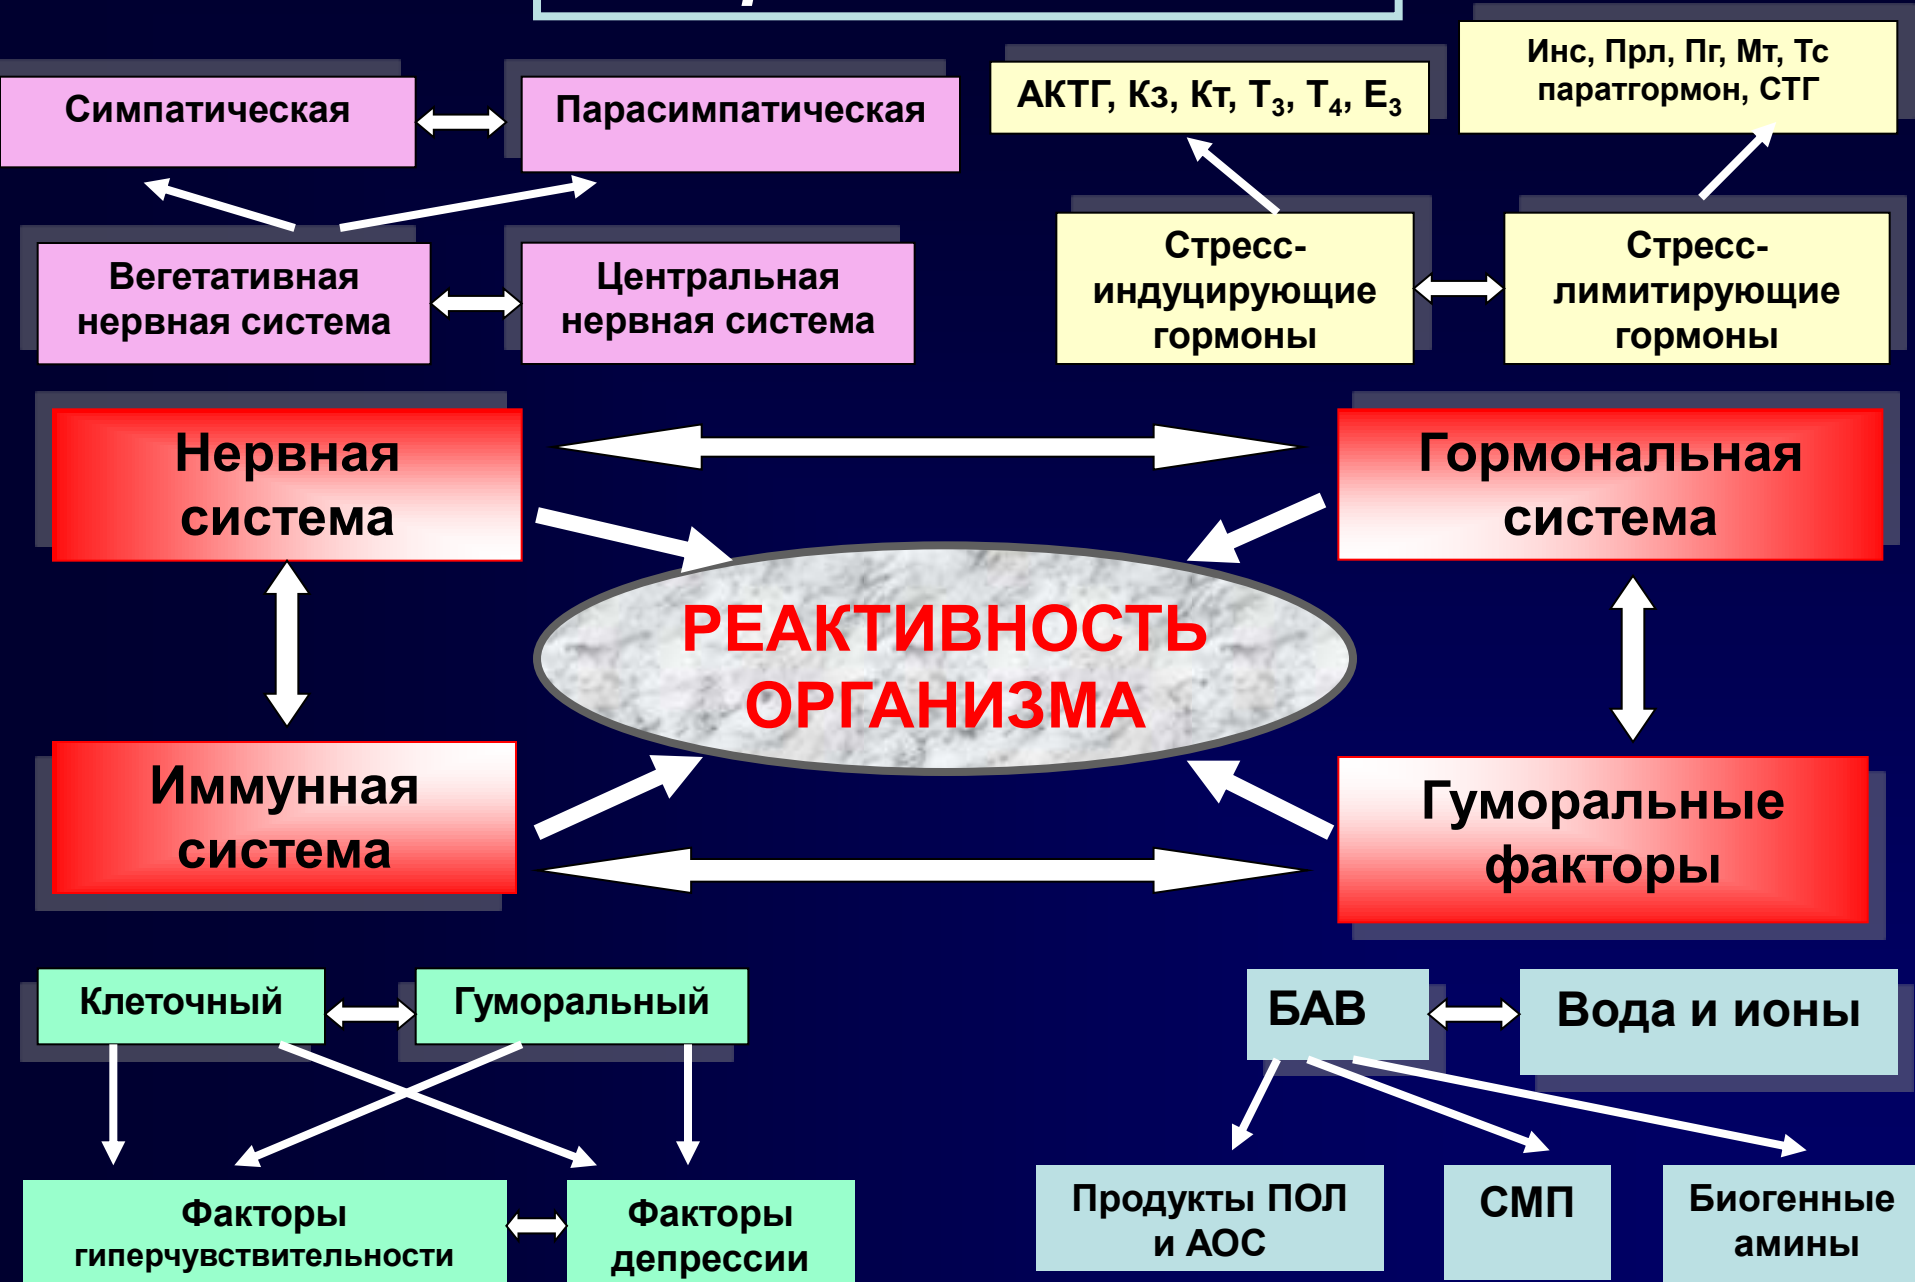 Симпатическая
Парасимпатическая
АКТГ, Кз, Кт, Т₃, Т₄, Е₃
Инс, Прл, Пг, Мт, Тс
паратгормон, СТГ
Вегетативная
нервная система
Центральная
нервная система
Стресс-
индуцирующие
гормоны
Стресс-
лимитирующие
гормоны
Нервная
система
Гормональная
система
РЕАКТИВНОСТЬ
ОРГАНИЗМА
Иммунная
система
Гуморальные
факторы
Клеточный
Гуморальный
БАВ
Вода и ионы
Факторы
гиперчувствительности
Факторы
депрессии
Продукты ПОЛ
и АОС
СМП
Биогенные
амины